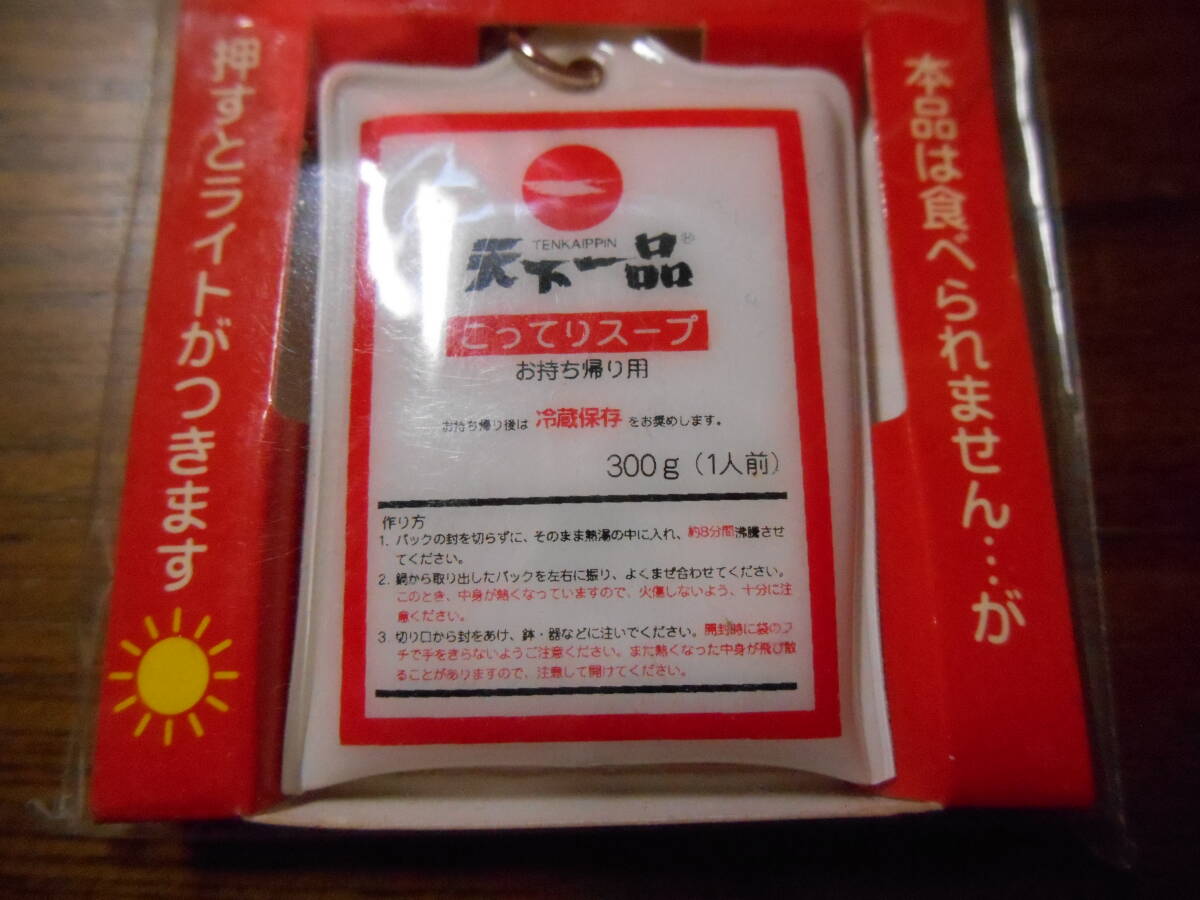 本品は食べられません…が
押すとライトがつきます
TENKAIPPIN
天下一品®
こってりスープ
お持ち帰り用
お持ち帰り後は 冷蔵保存 をお奨めします。
300g（1人前）
作り方
1. パックの封を切らずに、そのまま熱湯の中に入れ、約8分間沸騰させ
てください。
2. 鍋から取り出したパックを左右に振り、よくまぜ合わせてください。
このとき、中身が熱くなっていますので、火傷しないよう、十分に注
意ください。
3. 切り口から封をあけ、鉢・器などに注いでください。開封時に袋のフ
チで手をきらないようご注意ください。また熱くなった中身が飛び散
ることがありますので、注意して開けてください。